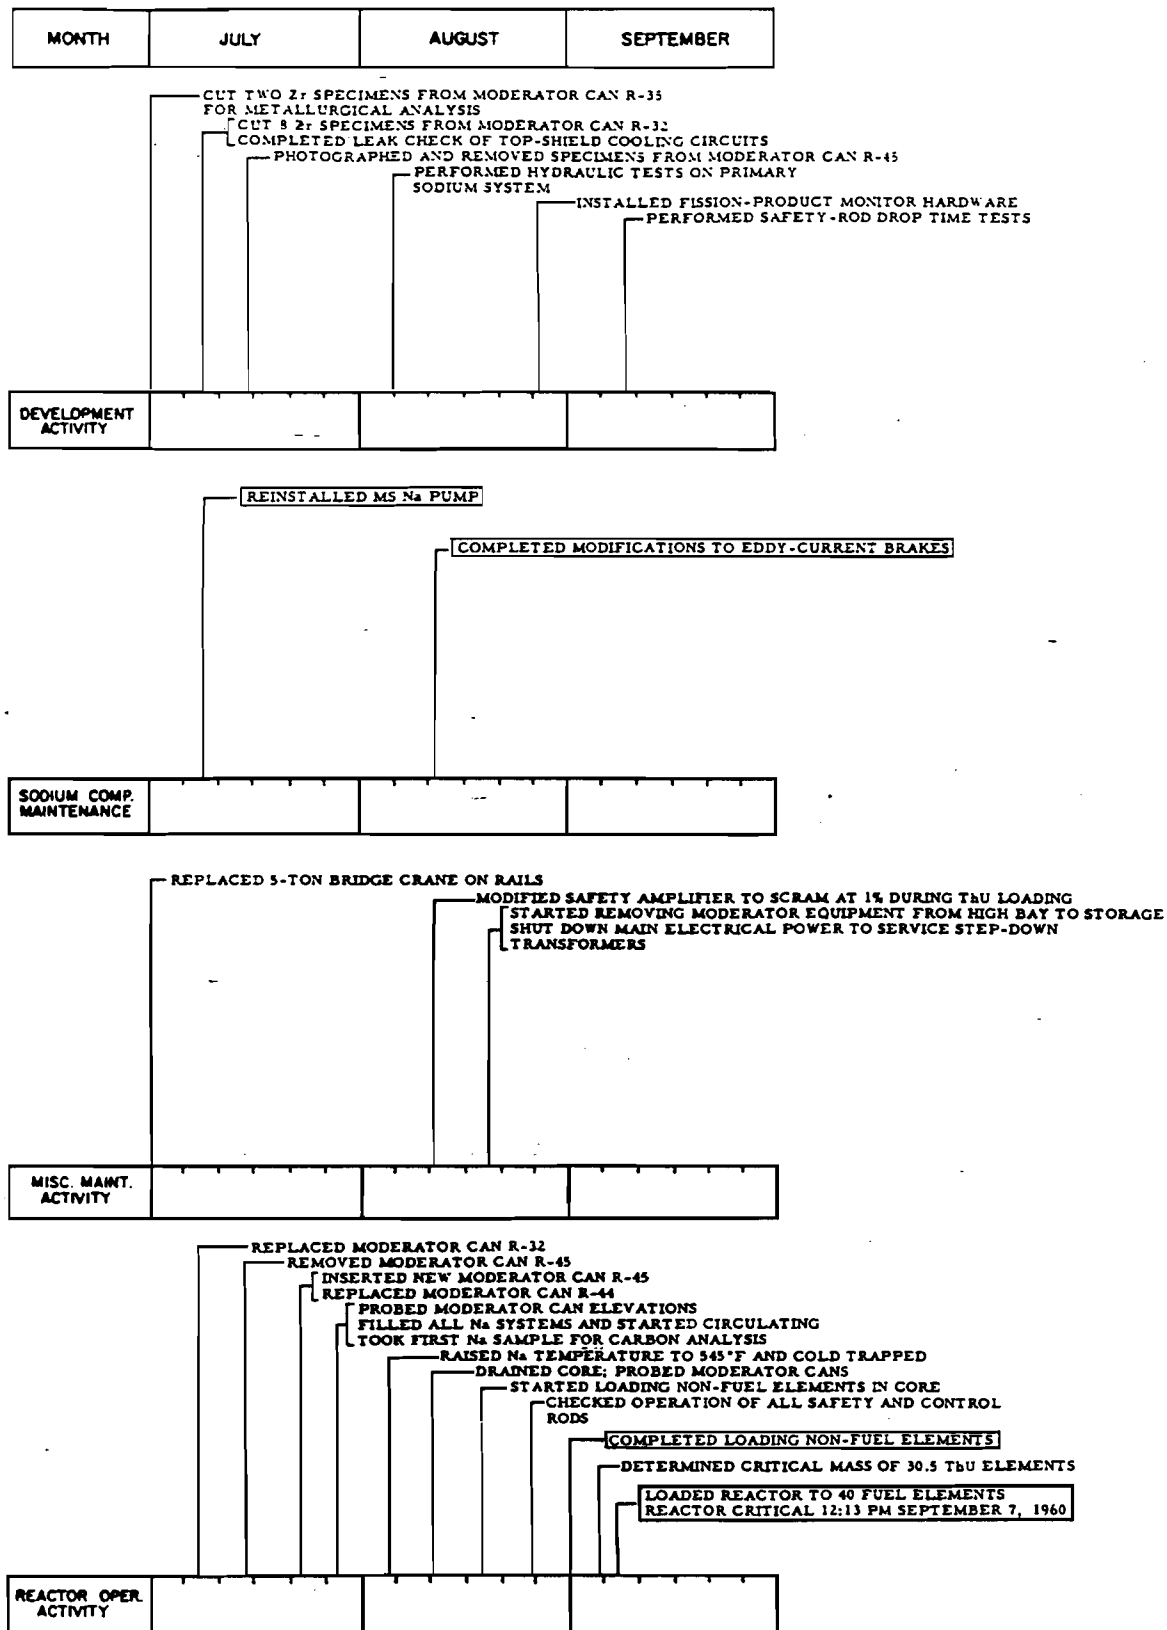 MONTH JULY AUGUST SEPTEMBER
CUT TWO Zr SPECIMENS FROM MODERATOR CAN R-35
FOR METALLURGICAL ANALYSIS
CUT 8 Zr SPECIMENS FROM MODERATOR CAN R-32
COMPLETED LEAK CHECK OF TOP-SHIELD COOLING CIRCUITS
PHOTOGRAPHED AND REMOVED SPECIMENS FROM MODERATOR CAN R-45
PERFORMED HYDRAULIC TESTS ON PRIMARY
SODIUM SYSTEM
INSTALLED FISSION-PRODUCT MONITOR HARDWARE
PERFORMED SAFETY-ROD DROP TIME TESTS
DEVELOPMENT
ACTIVITY
REINSTALLED MS Na PUMP
COMPLETED MODIFICATIONS TO EDDY-CURRENT BRAKES
SODIUM COMP.
MAINTENANCE
REPLACED 5-TON BRIDGE CRANE ON RAILS
MODIFIED SAFETY AMPLIFIER TO SCRAM AT 1% DURING ThU LOADING
STARTED REMOVING MODERATOR EQUIPMENT FROM HIGH BAY TO STORAGE
SHUT DOWN MAIN ELECTRICAL POWER TO SERVICE STEP-DOWN
TRANSFORMERS
MISC. MAINT.
ACTIVITY
REPLACED MODERATOR CAN R-32
REMOVED MODERATOR CAN R-45
INSERTED NEW MODERATOR CAN R-45
REPLACED MODERATOR CAN R-44
PROBED MODERATOR CAN ELEVATIONS
FILLED ALL Na SYSTEMS AND STARTED CIRCULATING
TOOK FIRST Na SAMPLE FOR CARBON ANALYSIS
RAISED Na TEMPERATURE TO 545°F AND COLD TRAPPED
DRAINED CORE; PROBED MODERATOR CANS
STARTED LOADING NON-FUEL ELEMENTS IN CORE
CHECKED OPERATION OF ALL SAFETY AND CONTROL
RODS
COMPLETED LOADING NON-FUEL ELEMENTS
DETERMINED CRITICAL MASS OF 30.5 ThU ELEMENTS
LOADED REACTOR TO 40 FUEL ELEMENTS
REACTOR CRITICAL 12:13 PM SEPTEMBER 7, 1960
REACTOR OPER.
ACTIVITY